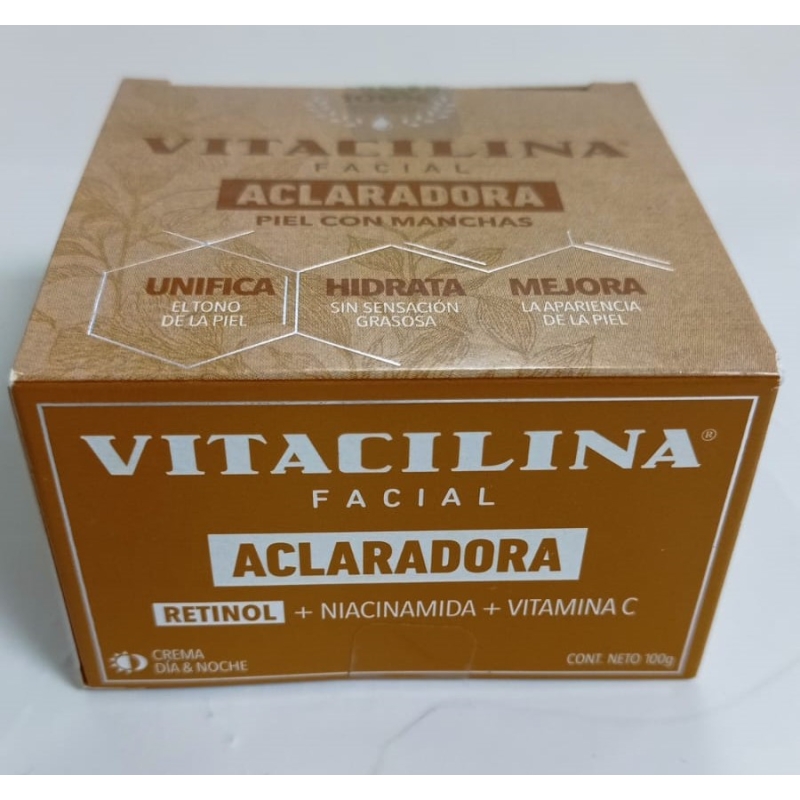 100%
VITACILINA®
FACIAL
ACLARADORA
PIEL CON MANCHAS
UNIFICA
EL TONO
DE LA PIEL
HIDRATA
SIN SENSACIÓN
GRASOSA
MEJORA
LA APARIENCIA
DE LA PIEL
VITACILINA®
FACIAL
ACLARADORA
RETINOL + NIACINAMIDA + VITAMINA C
CREMA
DÍA & NOCHE
CONT. NETO 100g